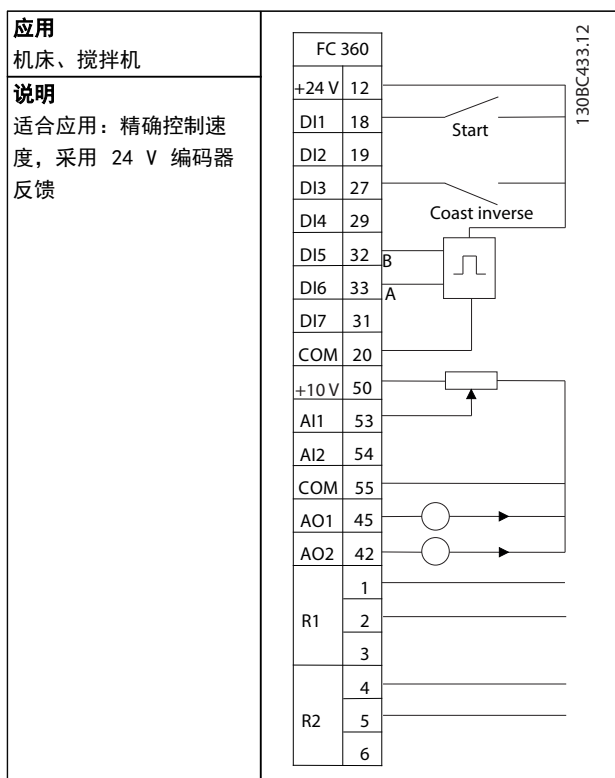 应用
机床、搅拌机
说明
适合应用：精确控制速
度，采用 24 V 编码器
反馈
130BC433.12
FC 360
+24 V 12
DI1 18
Start
DI2 19
DI3 27
Coast inverse
DI4 29
DI5 32 B
DI6 33 A
DI7 31
COM 20
+10 V 50
AI1 53
AI2 54
COM 55
AO1 45
AO2 42
R1
1
2
3
R2
4
5
6